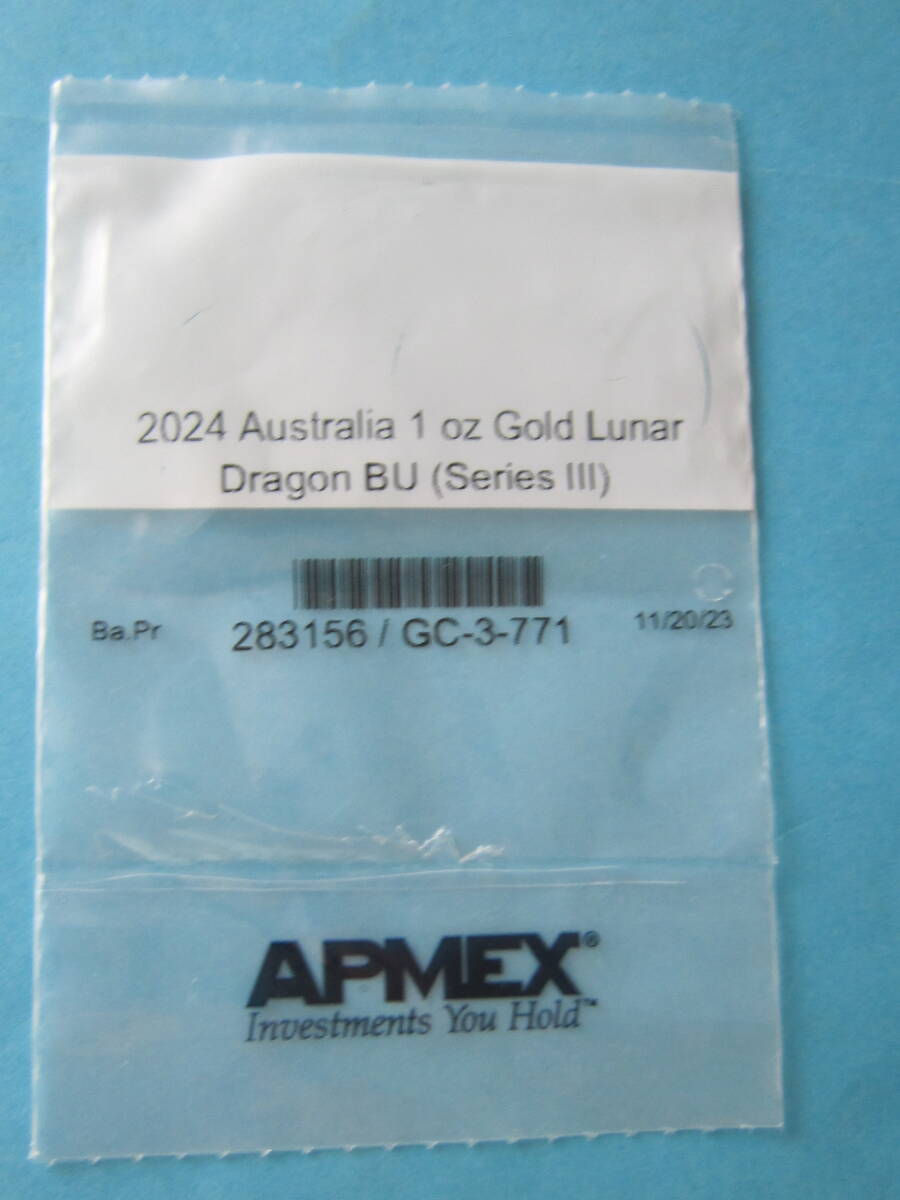 2024 Australia 1 oz Gold Lunar
Dragon BU (Series III)
Ba.Pr 283156 / GC-3-771 11/20/23
APMEX®
Investments You Hold™